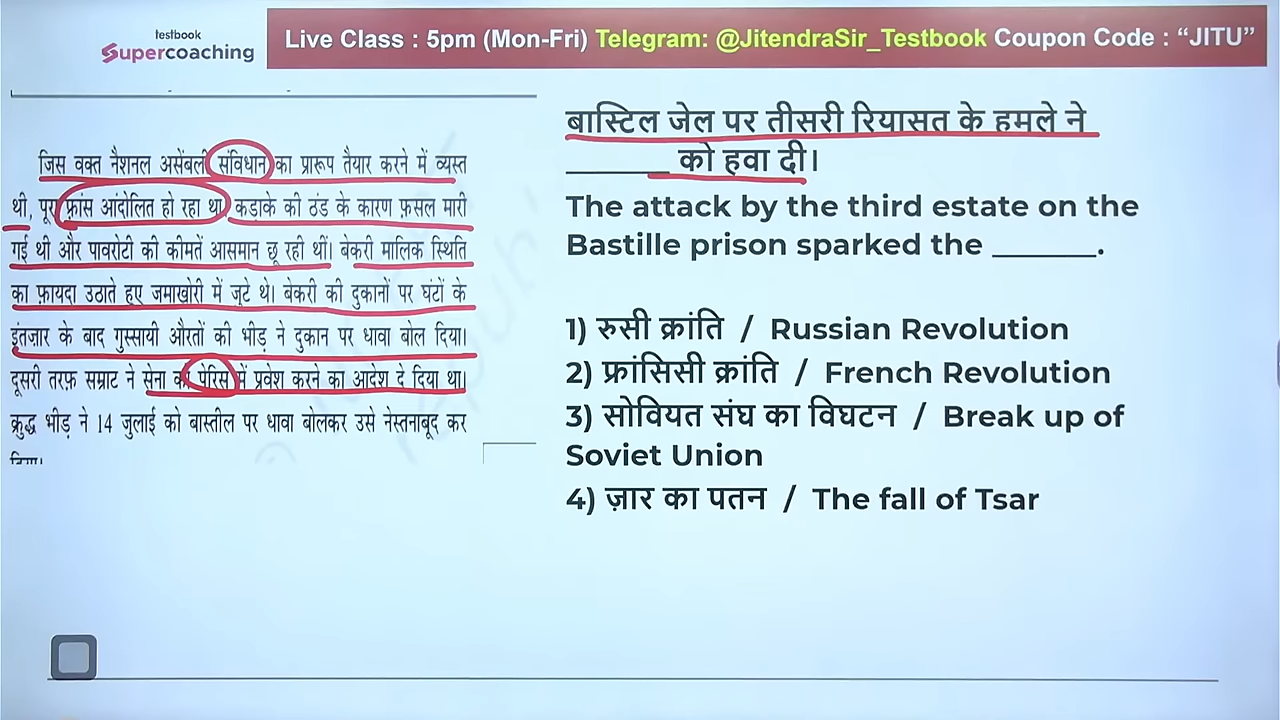 testbook
Supercoaching
Live Class : 5pm (Mon-Fri) Telegram: @JitendraSir_Testbook Coupon Code : “JITU”
जिस वक्त नैशनल असेंबली संविधान का प्रारूप तैयार करने में व्यस्त
थी, पूरा फ़्रांस आंदोलित हो रहा था। कड़ाके की ठंड के कारण फ़सल मारी
गई थी और पावरोटी की कीमतें आसमान छू रही थीं। बेकरी मालिक स्थिति
का फ़ायदा उठाते हुए जमाखोरी में जुटे थे। बेकरी की दुकानों पर घंटों के
इंतजार के बाद गुस्सायी औरतों की भीड़ ने दुकान पर धावा बोल दिया।
दूसरी तरफ़ सम्राट ने सेना को पेरिस में प्रवेश करने का आदेश दे दिया था।
क्रुद्ध भीड़ ने 14 जुलाई को बास्तील पर धावा बोलकर उसे नेस्तनाबूद कर
बास्टिल जेल पर तीसरी रियासत के हमले ने
______ को हवा दी।
The attack by the third estate on the
Bastille prison sparked the ______.
1) रुसी क्रांति / Russian Revolution
2) फ्रांसिसी क्रांति / French Revolution
3) सोवियत संघ का विघटन / Break up of
Soviet Union
4) ज़ार का पतन / The fall of Tsar